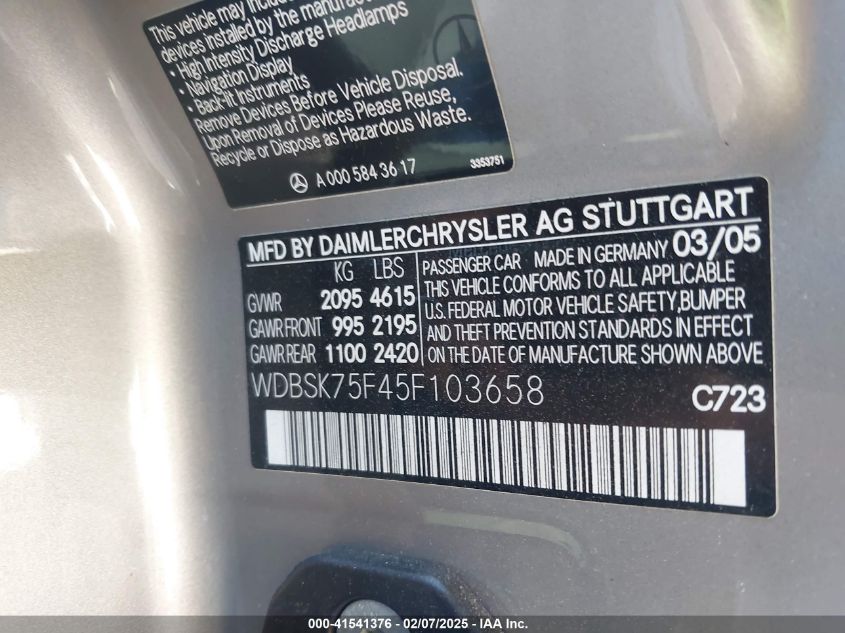 This vehicle may include
devices installed by the manufac
• High Intensity Discharge Headlamps
• Navigation Display
• Back-lit Instruments
Remove Devices Before Vehicle Disposal.
Upon Removal of Devices Please Reuse,
Recycle or Dispose as Hazardous Waste.
A 000 584 36 17
3353751
MFD BY DAIMLERCHRYSLER AG STUTTGART
KG LBS
GVWR 2095 4615
GAWR FRONT 995 2195
GAWR REAR 1100 2420
PASSENGER CAR MADE IN GERMANY 03/05
THIS VEHICLE CONFORMS TO ALL APPLICABLE
U.S. FEDERAL MOTOR VEHICLE SAFETY, BUMPER
AND THEFT PREVENTION STANDARDS IN EFFECT
ON THE DATE OF MANUFACTURE SHOWN ABOVE
WDBSK75F45F103658
C723
000-41541376 - 02/07/2025 - IAA Inc.